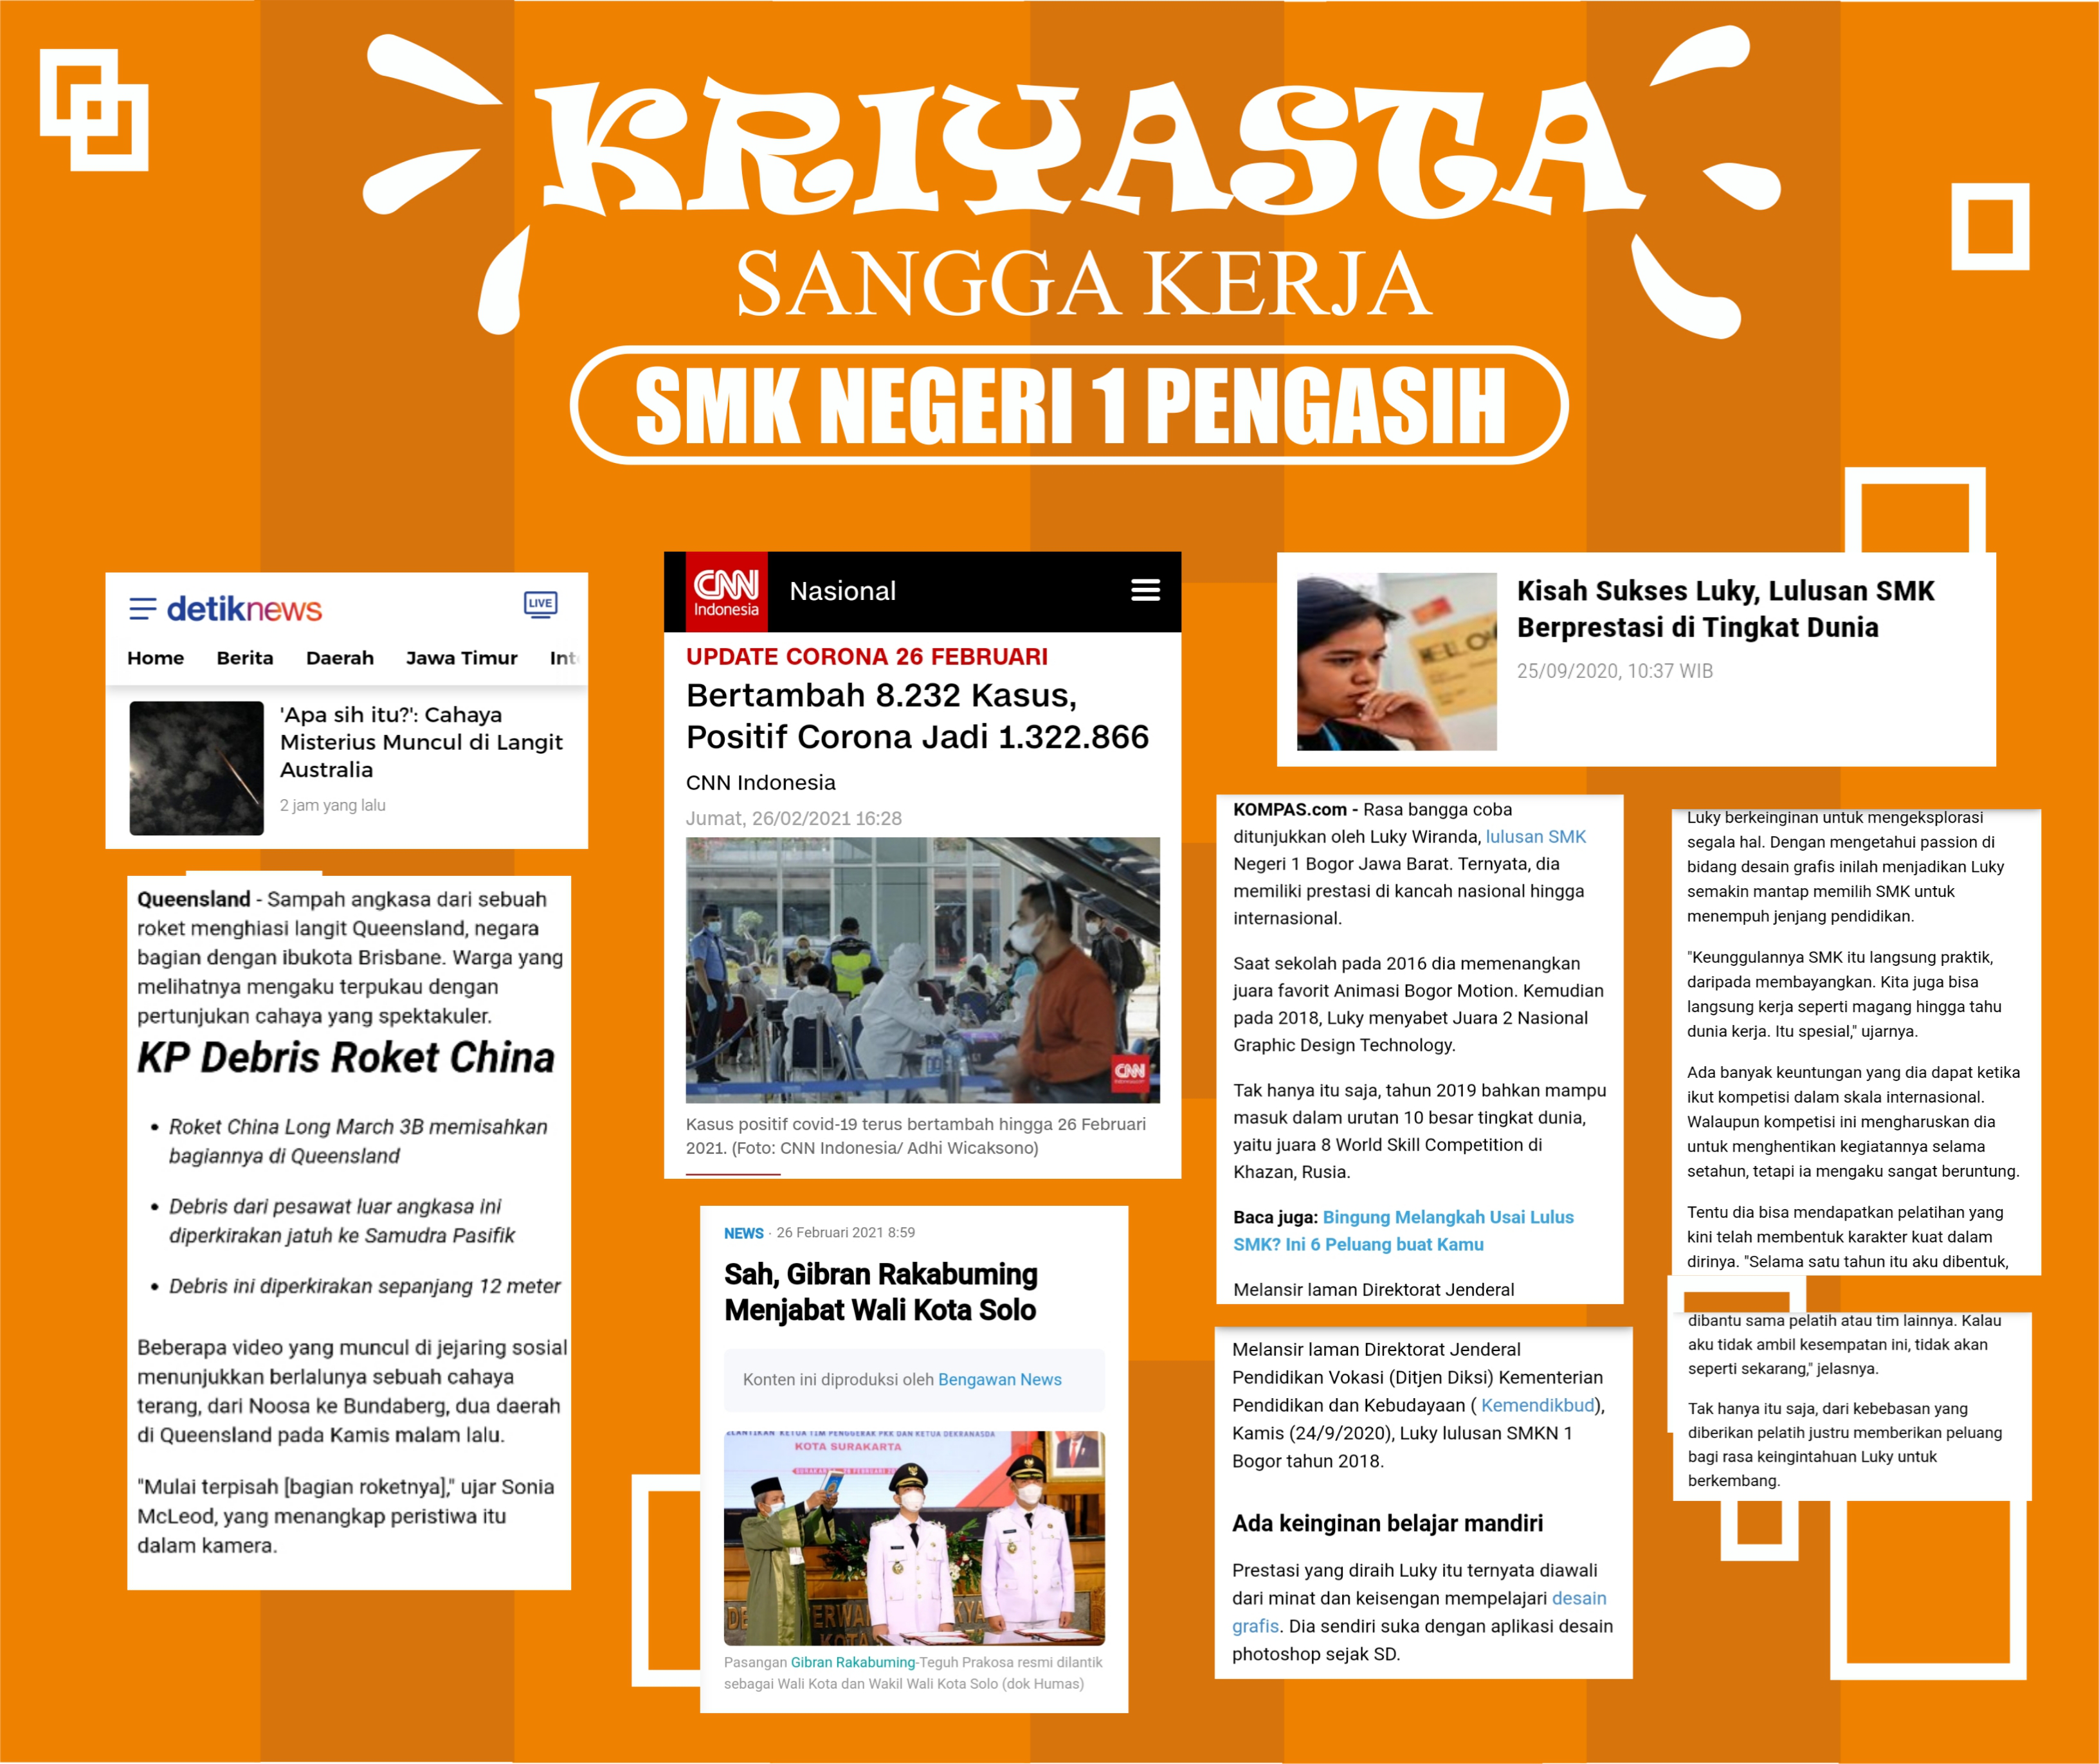 KRIYASTA
SANGGA KERJA
SMK NEGERI 1 PENGASIH
detiknews
LIVE
Home Berita Daerah Jawa Timur Int
'Apa sih itu?': Cahaya
Misterius Muncul di Langit
Australia
2 jam yang lalu
Queensland - Sampah angkasa dari sebuah
roket menghiasi langit Queensland, negara
bagian dengan ibukota Brisbane. Warga yang
melihatnya mengaku terpukau dengan
pertunjukan cahaya yang spektakuler.
KP Debris Roket China
• Roket China Long March 3B memisahkan
bagiannya di Queensland
• Debris dari pesawat luar angkasa ini
diperkirakan jatuh ke Samudra Pasifik
• Debris ini diperkirakan sepanjang 12 meter
Beberapa video yang muncul di jejaring sosial
menunjukkan berlalunya sebuah cahaya
terang, dari Noosa ke Bundaberg, dua daerah
di Queensland pada Kamis malam lalu.
"Mulai terpisah [bagian roketnya]," ujar Sonia
McLeod, yang menangkap peristiwa itu
dalam kamera.
CNN
Indonesia
Nasional
UPDATE CORONA 26 FEBRUARI
Bertambah 8.232 Kasus,
Positif Corona Jadi 1.322.866
CNN Indonesia
Jumat, 26/02/2021 16:28
CNN
Indonesia
Kasus positif covid-19 terus bertambah hingga 26 Februari
2021. (Foto: CNN Indonesia/ Adhi Wicaksono)
NEWS · 26 Februari 2021 8:59
Sah, Gibran Rakabuming
Menjabat Wali Kota Solo
Konten ini diproduksi oleh Bengawan News
KETUA TIM PENGGERAK PKK DAN KETUA DEKRANASDA
KOTA SURAKARTA
Pasangan Gibran Rakabuming-Teguh Prakosa resmi dilantik
sebagai Wali Kota dan Wakil Wali Kota Solo (dok Humas)
Kisah Sukses Luky, Lulusan SMK
Berprestasi di Tingkat Dunia
25/09/2020, 10:37 WIB
KOMPAS.com - Rasa bangga coba
ditunjukkan oleh Luky Wiranda, lulusan SMK
Negeri 1 Bogor Jawa Barat. Ternyata, dia
memiliki prestasi di kancah nasional hingga
internasional.
Saat sekolah pada 2016 dia memenangkan
juara favorit Animasi Bogor Motion. Kemudian
pada 2018, Luky menyabet Juara 2 Nasional
Graphic Design Technology.
Tak hanya itu saja, tahun 2019 bahkan mampu
masuk dalam urutan 10 besar tingkat dunia,
yaitu juara 8 World Skill Competition di
Khazan, Rusia.
Baca juga: Bingung Melangkah Usai Lulus
SMK? Ini 6 Peluang buat Kamu
Melansir laman Direktorat Jenderal
Melansir laman Direktorat Jenderal
Pendidikan Vokasi (Ditjen Diksi) Kementerian
Pendidikan dan Kebudayaan ( Kemendikbud),
Kamis (24/9/2020), Luky lulusan SMKN 1
Bogor tahun 2018.
Ada keinginan belajar mandiri
Prestasi yang diraih Luky itu ternyata diawali
dari minat dan keisengan mempelajari desain
grafis. Dia sendiri suka dengan aplikasi desain
photoshop sejak SD.
Luky berkeinginan untuk mengeksplorasi
segala hal. Dengan mengetahui passion di
bidang desain grafis inilah menjadikan Luky
semakin mantap memilih SMK untuk
menempuh jenjang pendidikan.
"Keunggulannya SMK itu langsung praktik,
daripada membayangkan. Kita juga bisa
langsung kerja seperti magang hingga tahu
dunia kerja. Itu spesial," ujarnya.
Ada banyak keuntungan yang dia dapat ketika
ikut kompetisi dalam skala internasional.
Walaupun kompetisi ini mengharuskan dia
untuk menghentikan kegiatannya selama
setahun, tetapi ia mengaku sangat beruntung.
Tentu dia bisa mendapatkan pelatihan yang
kini telah membentuk karakter kuat dalam
dirinya. "Selama satu tahun itu aku dibentuk,
dibantu sama pelatih atau tim lainnya. Kalau
aku tidak ambil kesempatan ini, tidak akan
seperti sekarang," jelasnya.
Tak hanya itu saja, dari kebebasan yang
diberikan pelatih justru memberikan peluang
bagi rasa keingintahuan Luky untuk
berkembang.